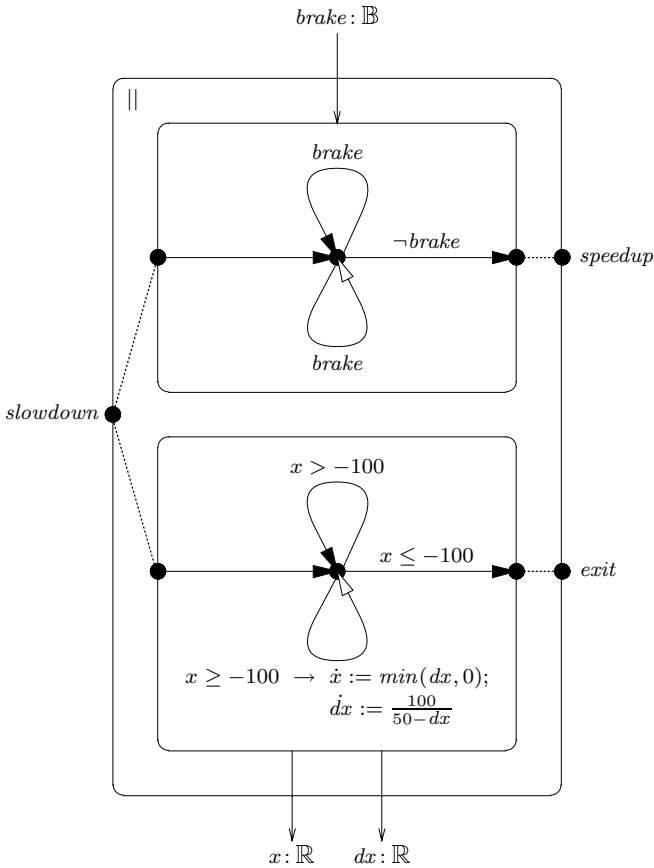 brake: 𝔹
||
brake
¬brake
speedup
brake
slowdown
x > −100
x ≤ −100
exit
x ≥ −100 → ẋ := min(dx, 0);
ḋx := 100/(50−dx)
x: ℝ dx: ℝ